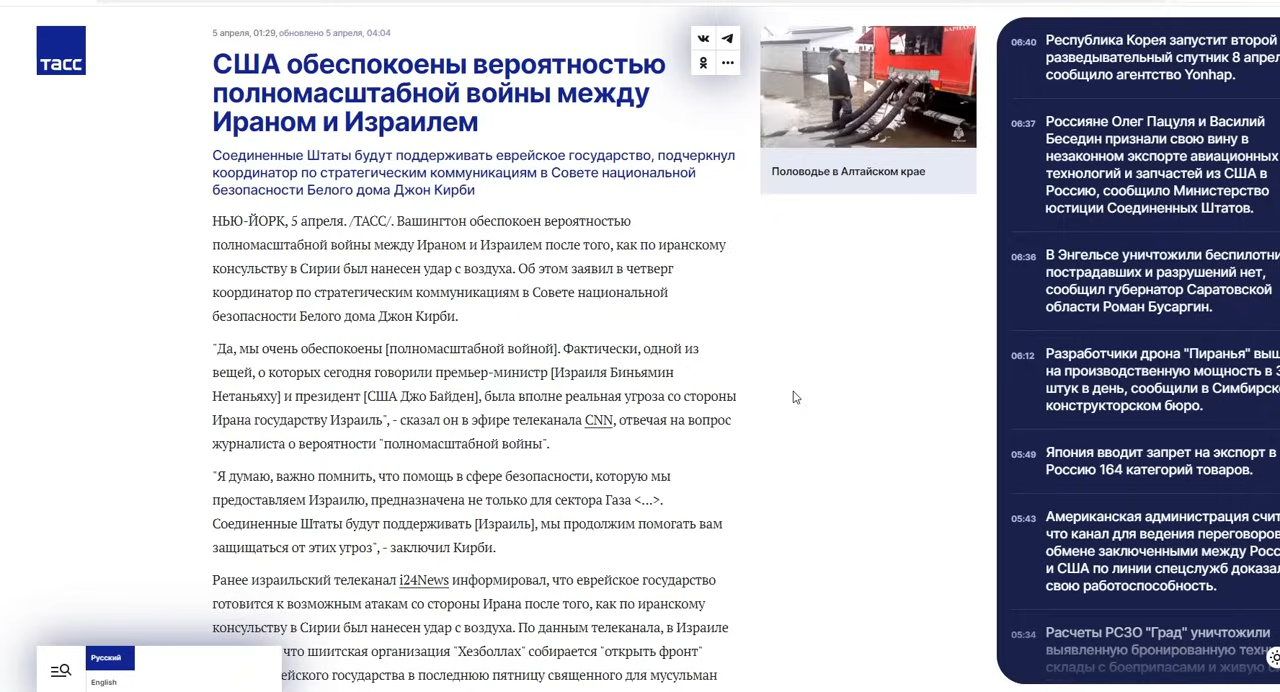 тасс
5 апреля, 01:29, обновлено 5 апреля, 04:04
США обеспокоены вероятностью
полномасштабной войны между
Ираном и Израилем
Соединенные Штаты будут поддерживать еврейское государство, подчеркнул
координатор по стратегическим коммуникациям в Совете национальной
безопасности Белого дома Джон Кирби
НЬЮ-ЙОРК, 5 апреля. /ТАСС/. Вашингтон обеспокоен вероятностью
полномасштабной войны между Ираном и Израилем после того, как по иранскому
консульству в Сирии был нанесен удар с воздуха. Об этом заявил в четверг
координатор по стратегическим коммуникациям в Совете национальной
безопасности Белого дома Джон Кирби.
"Да, мы очень обеспокоены [полномасштабной войной]. Фактически, одной из
вещей, о которых сегодня говорили премьер-министр [Израиля Биньямин
Нетаньяху] и президент [США Джо Байден], была вполне реальная угроза со стороны
Ирана государству Израиль", - сказал он в эфире телеканала CNN, отвечая на вопрос
журналиста о вероятности "полномасштабной войны".
"Я думаю, важно помнить, что помощь в сфере безопасности, которую мы
предоставляем Израилю, предназначена не только для сектора Газа <...>.
Соединенные Штаты будут поддерживать [Израиль], мы продолжим помогать вам
защищаться от этих угроз", - заключил Кирби.
Ранее израильский телеканал i24News информировал, что еврейское государство
готовится к возможным атакам со стороны Ирана после того, как по иранскому
консульству в Сирии был нанесен удар с воздуха. По данным телеканала, в Израиле
что шиитская организация "Хезболлах" собирается "открыть фронт"
ейского государства в последнюю пятницу священного для мусульман
Русский
English
Половодье в Алтайском крае
06:40 Республика Корея запустит второй
разведывательный спутник 8 апрел
сообщило агентство Yonhap.
06:37 Россияне Олег Пацуля и Василий
Беседин признали свою вину в
незаконном экспорте авиационных
технологий и запчастей из США в
Россию, сообщило Министерство
юстиции Соединенных Штатов.
06:36 В Энгельсе уничтожили беспилотни
пострадавших и разрушений нет,
сообщил губернатор Саратовской
области Роман Бусаргин.
06:12 Разработчики дрона "Пиранья" выш
на производственную мощность в
штук в день, сообщили в Симбирско
конструкторском бюро.
05:49 Япония вводит запрет на экспорт в
Россию 164 категорий товаров.
05:43 Американская администрация счит
что канал для ведения переговоров
обмене заключенными между Росс
и США по линии спецслужб доказал
свою работоспособность.
05:34 Расчеты РСЗО "Град" уничтожили
выявленную бронированную техн
склады с боеприпасами и живую с